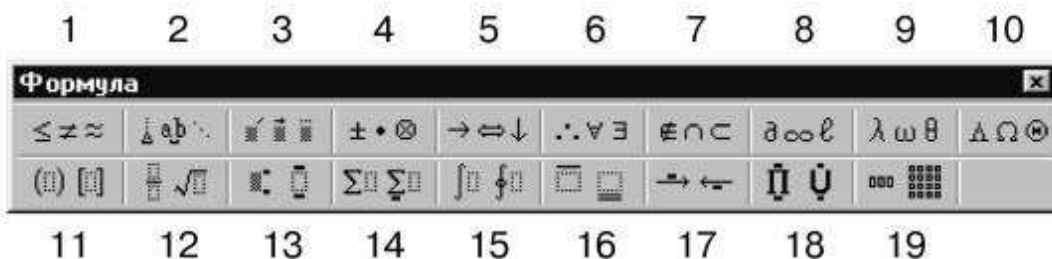 1 2 3 4 5 6 7 8 9 10
Формула
≤ ≠ ≈ a͟b ⋱ ± • ⊗ → ⇔ ↓ ∴ ∀ ∃ ∉ ∩ ⊂ ∂ ∞ ℓ λ ω θ Λ Ω Θ
(▯) [▯] √▯ Σ▯ Σ▯ ∫▯ ∮▯ → ← Π Ụ
11 12 13 14 15 16 17 18 19